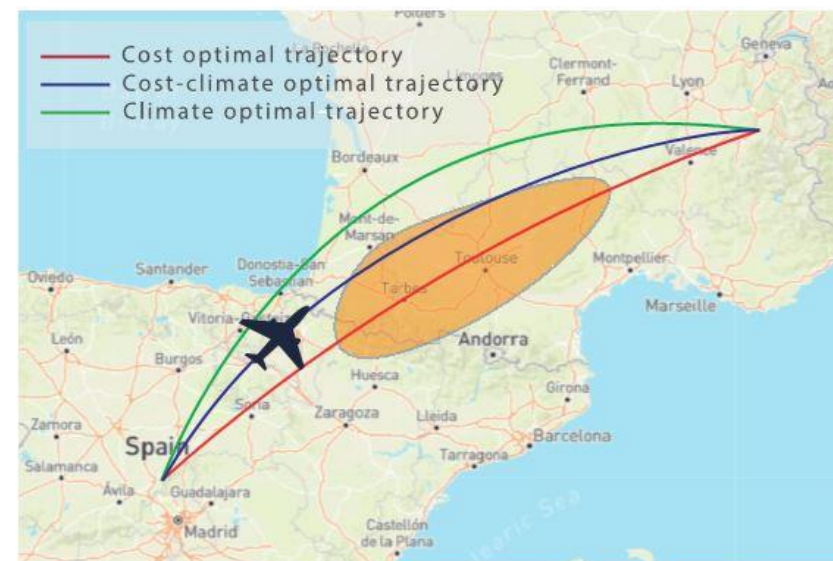 Poitiers
Cost optimal trajectory
Cost-climate optimal trajectory
Climate optimal trajectory
La Rochelle
Limoges
Clermont-
Ferrand
Geneva
Lyon
Bordeaux
Valence
Mont-de-
Marsan
Toulouse
Montpellier
Tarbes
Marseille
Oviedo
Santander
Donostia-San
Sebastian
Vitoria-Gasteiz
León
Burgos
Andorra
Huesca
Girona
Soria
Zaragoza
Lleida
Barcelona
Zamora
Spain
Tarragona
Salamanca
Ávila
Guadalajara
Madrid
Castellón
de la Plana
learic Sea